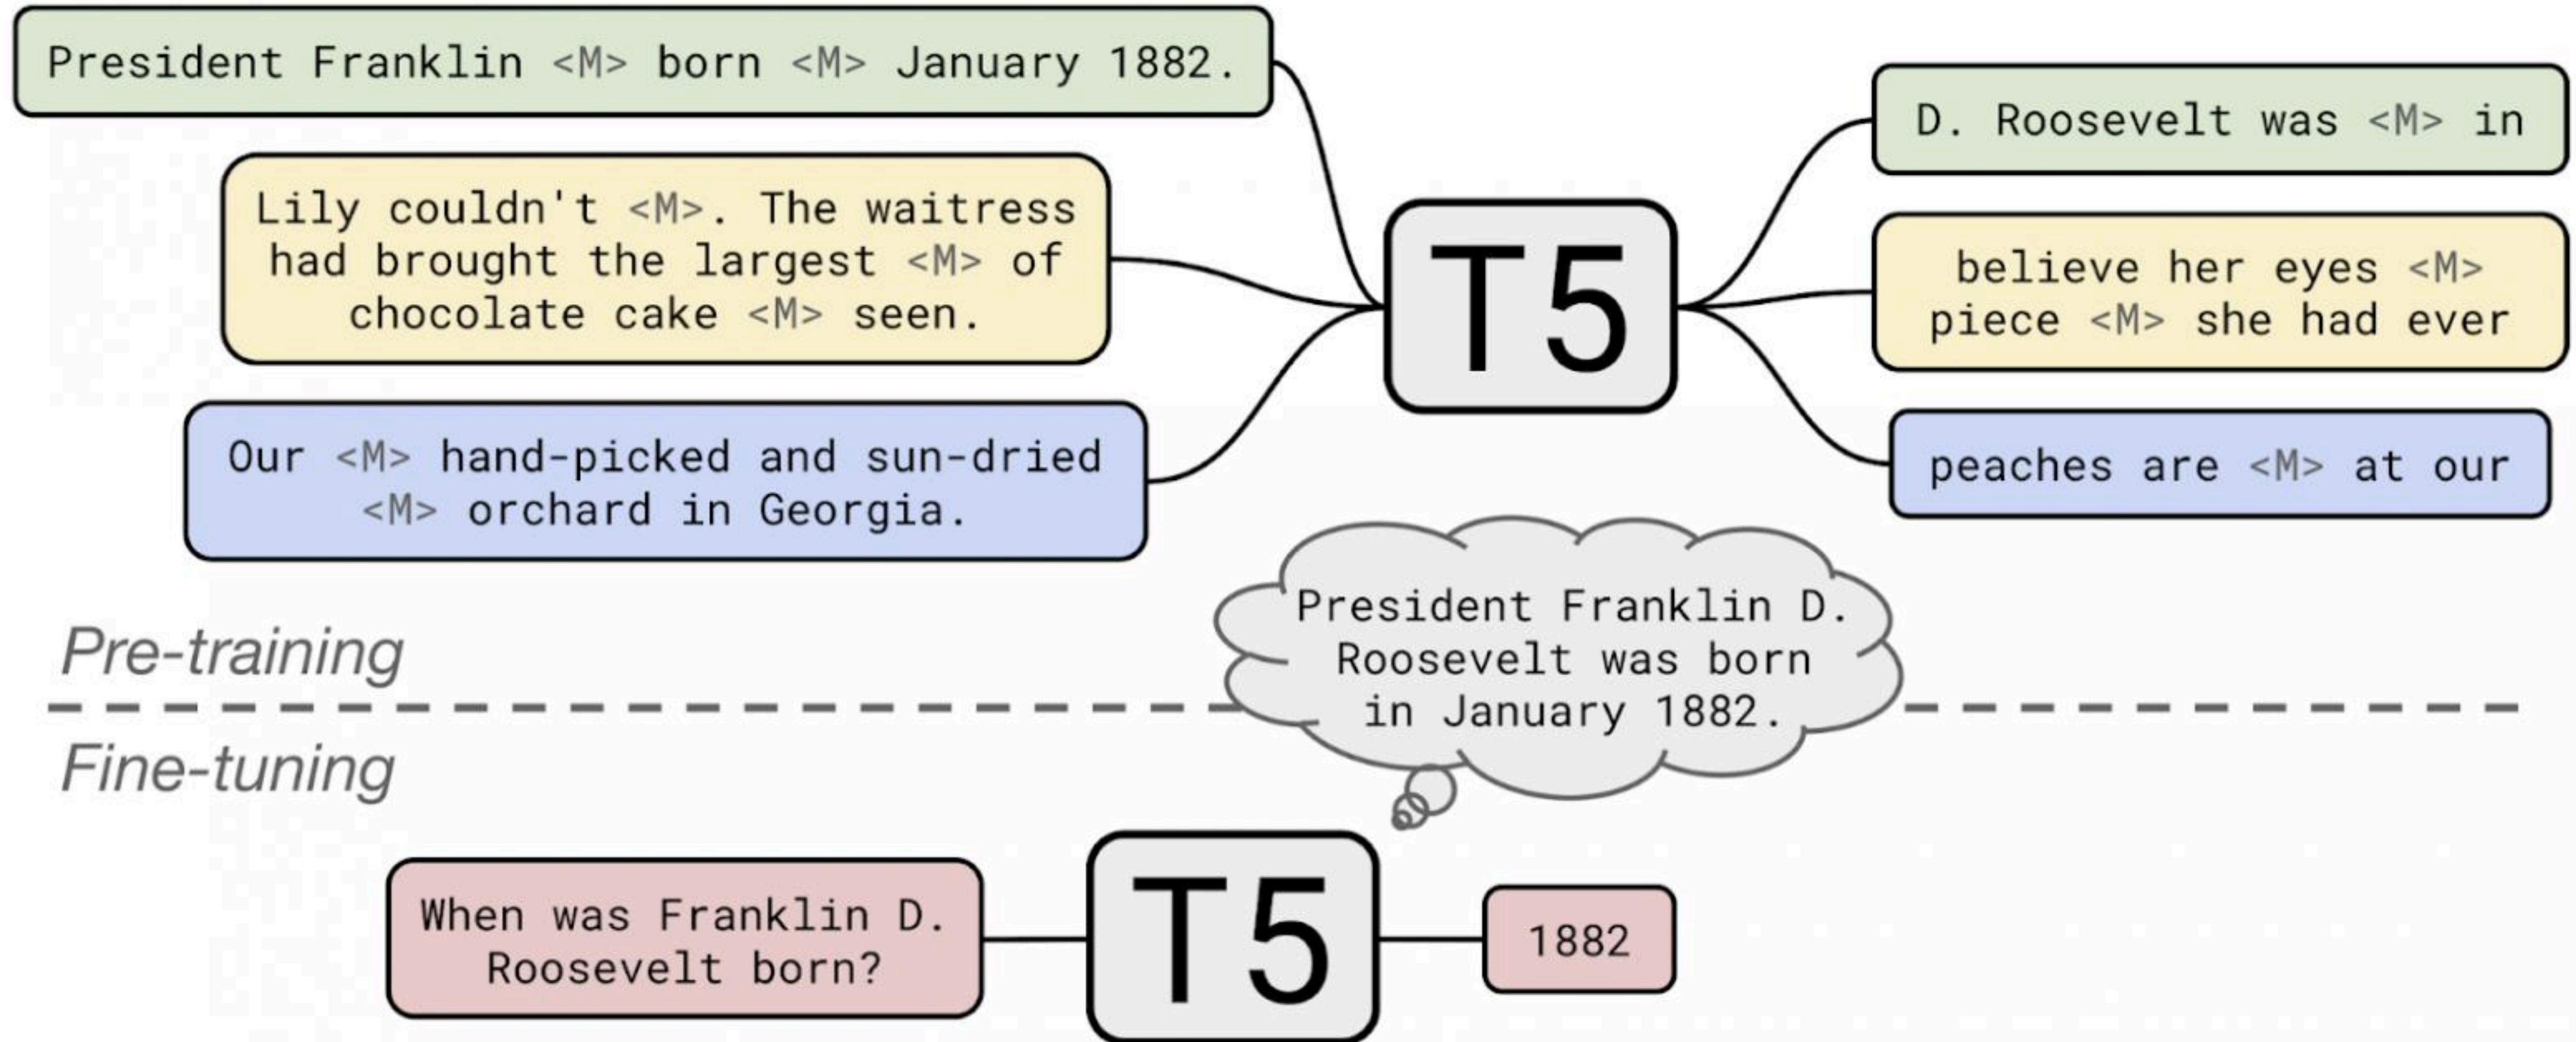 President Franklin <M> born <M> January 1882.
Lily couldn't <M>. The waitress
had brought the largest <M> of
chocolate cake <M> seen.
Our <M> hand-picked and sun-dried
<M> orchard in Georgia.
T5
D. Roosevelt was <M> in
believe her eyes <M>
piece <M> she had ever
peaches are <M> at our
President Franklin D.
Roosevelt was born
in January 1882.
Pre-training
Fine-tuning
When was Franklin D.
Roosevelt born?
T5
1882